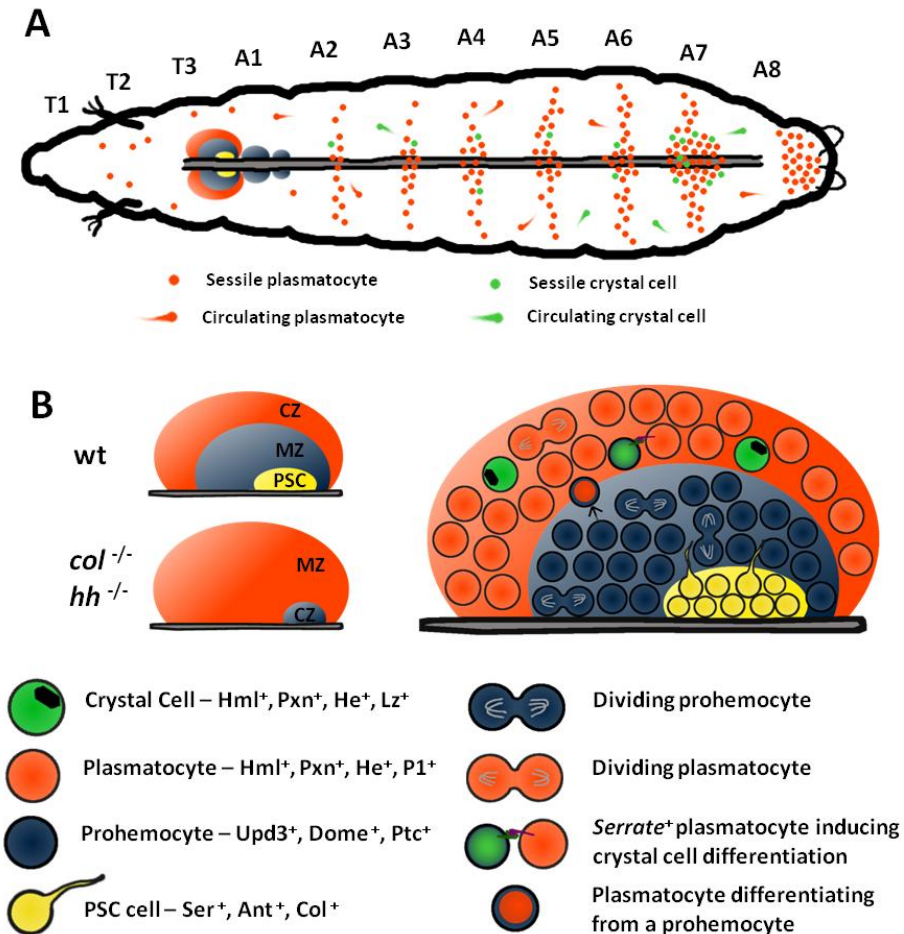 A
T1
T2
T3
A1
A2
A3
A4
A5
A6
A7
A8
Sessile plasmatocyte
Sessile crystal cell
Circulating plasmatocyte
Circulating crystal cell
B
wt
CZ
MZ
PSC
col -/-
hh -/-
MZ
CZ
Crystal Cell – Hml⁺, Pxn⁺, He⁺, Lz⁺
Dividing prohemocyte
Plasmatocyte – Hml⁺, Pxn⁺, He⁺, P1⁺
Dividing plasmatocyte
Prohemocyte – Upd3⁺, Dome⁺, Ptc⁺
Serrate⁺ plasmatocyte inducing
crystal cell differentiation
PSC cell – Ser⁺, Ant⁺, Col⁺
Plasmatocyte differentiating
from a prohemocyte